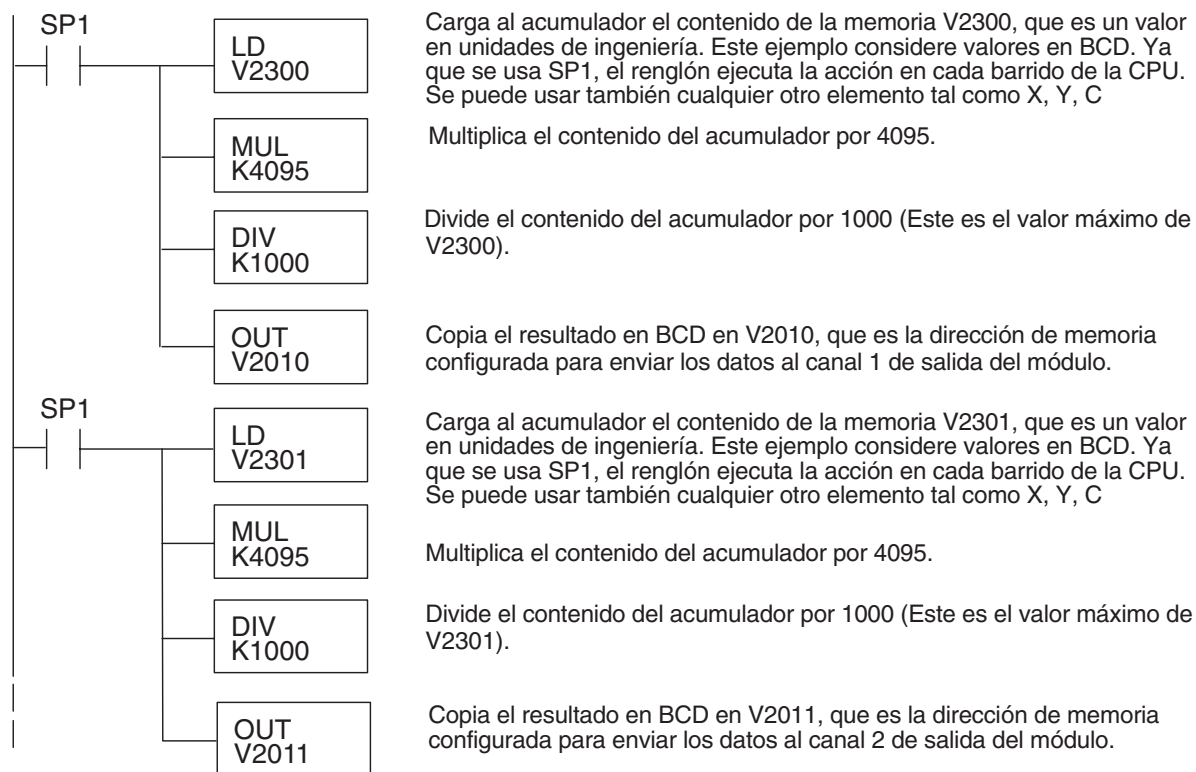 SP1
LD
V2300
Carga al acumulador el contenido de la memoria V2300, que es un valor
en unidades de ingeniería. Este ejemplo considere valores en BCD. Ya
que se usa SP1, el renglón ejecuta la acción en cada barrido de la CPU.
Se puede usar también cualquier otro elemento tal como X, Y, C
MUL
K4095
Multiplica el contenido del acumulador por 4095.
DIV
K1000
Divide el contenido del acumulador por 1000 (Este es el valor máximo de
V2300).
OUT
V2010
Copia el resultado en BCD en V2010, que es la dirección de memoria
configurada para enviar los datos al canal 1 de salida del módulo.
SP1
LD
V2301
Carga al acumulador el contenido de la memoria V2301, que es un valor
en unidades de ingeniería. Este ejemplo considere valores en BCD. Ya
que se usa SP1, el renglón ejecuta la acción en cada barrido de la CPU.
Se puede usar también cualquier otro elemento tal como X, Y, C
MUL
K4095
Multiplica el contenido del acumulador por 4095.
DIV
K1000
Divide el contenido del acumulador por 1000 (Este es el valor máximo de
V2301).
OUT
V2011
Copia el resultado en BCD en V2011, que es la dirección de memoria
configurada para enviar los datos al canal 2 de salida del módulo.